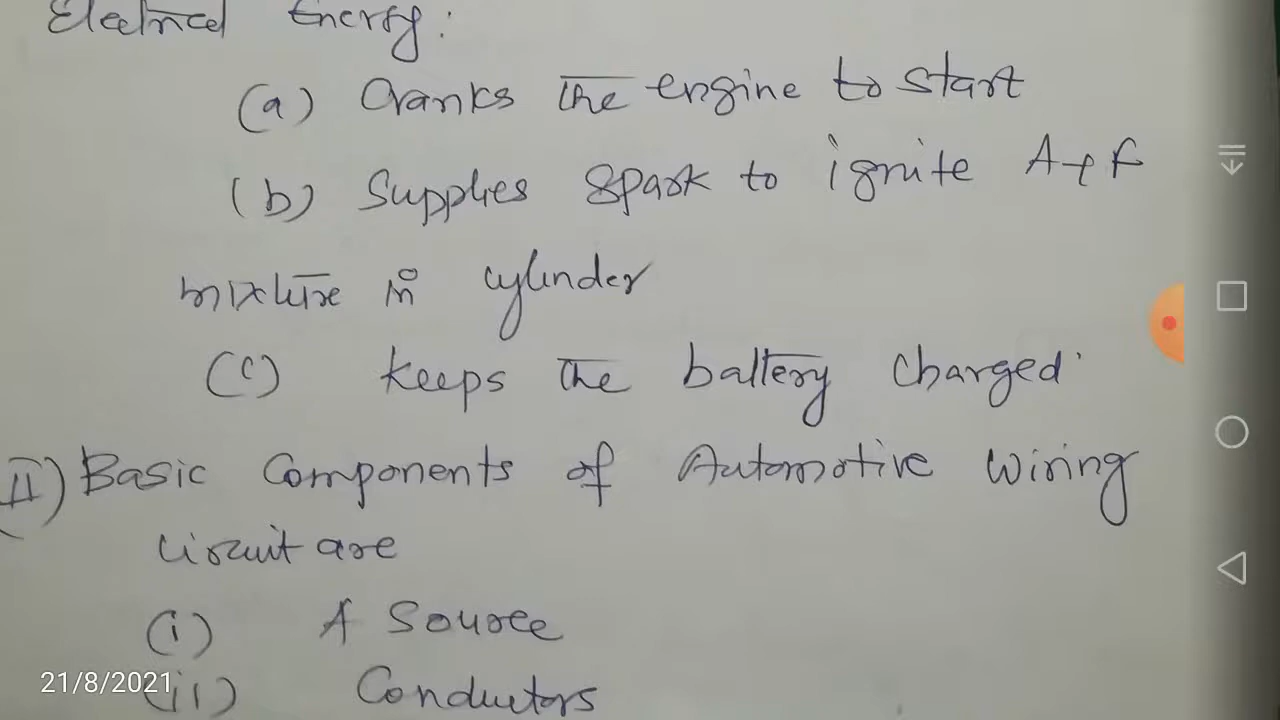 Electrical Energy:
(a) Cranks the engine to start
(b) Supplies spark to ignite A+F
mixture in cylinder
(c) keeps the battery charged.
II) Basic Components of Automotive Wiring
circuit are
(i) A Source
(ii) Conductors
21/8/2021